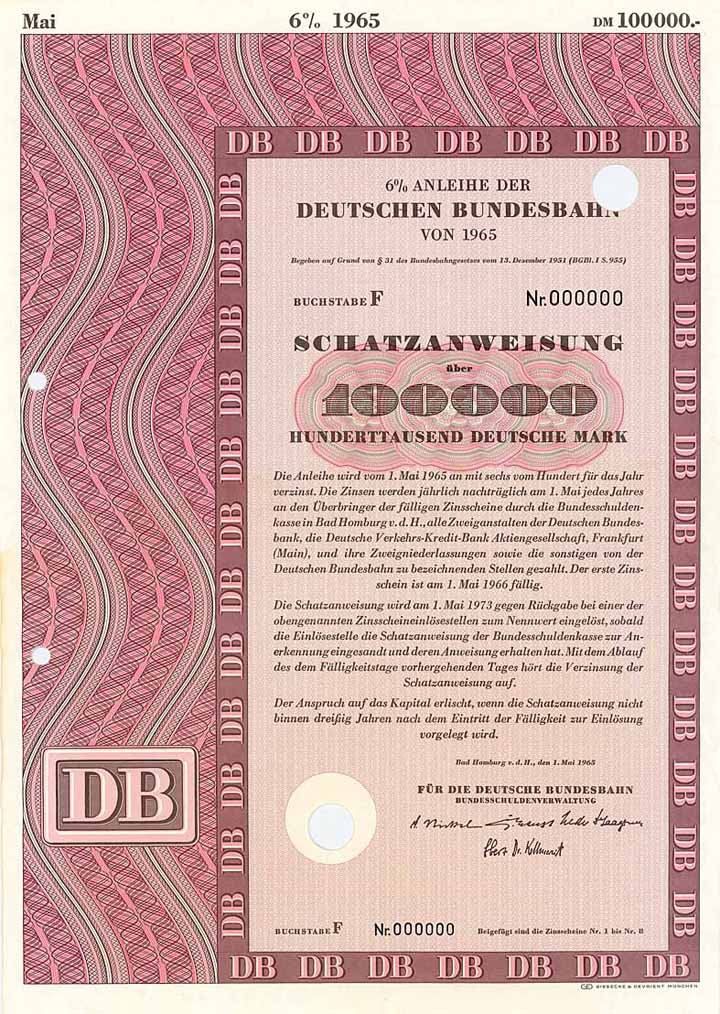 Mai 6% 1965 DM 100000.-
DB DB DB DB DB DB DB
6% ANLEIHE DER
DEUTSCHEN BUNDESBAHN
VON 1965
Begeben auf Grund von § 31 des Bundesbahngesetzes vom 13. Dezember 1951 (BGBl. I S. 955)
BUCHSTABE F Nr. 000000
SCHATZANWEISUNG
über
100000
HUNDERTTAUSEND DEUTSCHE MARK
Die Anleihe wird vom 1. Mai 1965 an mit sechs vom Hundert für das Jahr
verzinst. Die Zinsen werden jährlich nachträglich am 1. Mai jedes Jahres
an den Überbringer der fälligen Zinsscheine durch die Bundesschulden-
kasse in Bad Homburg v. d. H., alle Zweiganstalten der Deutschen Bundes-
bank, die Deutsche Verkehrs-Kredit-Bank Aktiengesellschaft, Frankfurt
(Main), und ihre Zweigniederlassungen sowie die sonstigen von der
Deutschen Bundesbahn zu bezeichnenden Stellen gezahlt. Der erste Zins-
schein ist am 1. Mai 1966 fällig.
Die Schatzanweisung wird am 1. Mai 1973 gegen Rückgabe bei einer der
obengenannten Zinsscheineinlösestellen zum Nennwert eingelöst, sobald
die Einlösestelle die Schatzanweisung der Bundesschuldenkasse zur An-
erkennung eingesandt und deren Anweisung erhalten hat. Mit dem Ablauf
des dem Fälligkeitstage vorhergehenden Tages hört die Verzinsung der
Schatzanweisung auf.
Der Anspruch auf das Kapital erlischt, wenn die Schatzanweisung nicht
binnen dreißig Jahren nach dem Eintritt der Fälligkeit zur Einlösung
vorgelegt wird.
Bad Homburg v. d. H., den 1. Mai 1965
FÜR DIE DEUTSCHE BUNDESBAHN
BUNDESSCHULDENVERWALTUNG
DB
BUCHSTABE F Nr. 000000 Beigefügt sind die Zinsscheine Nr. 1 bis Nr. 8
DB DB DB DB DB DB DB
GD GIESECKE & DEVRIENT MÜNCHEN